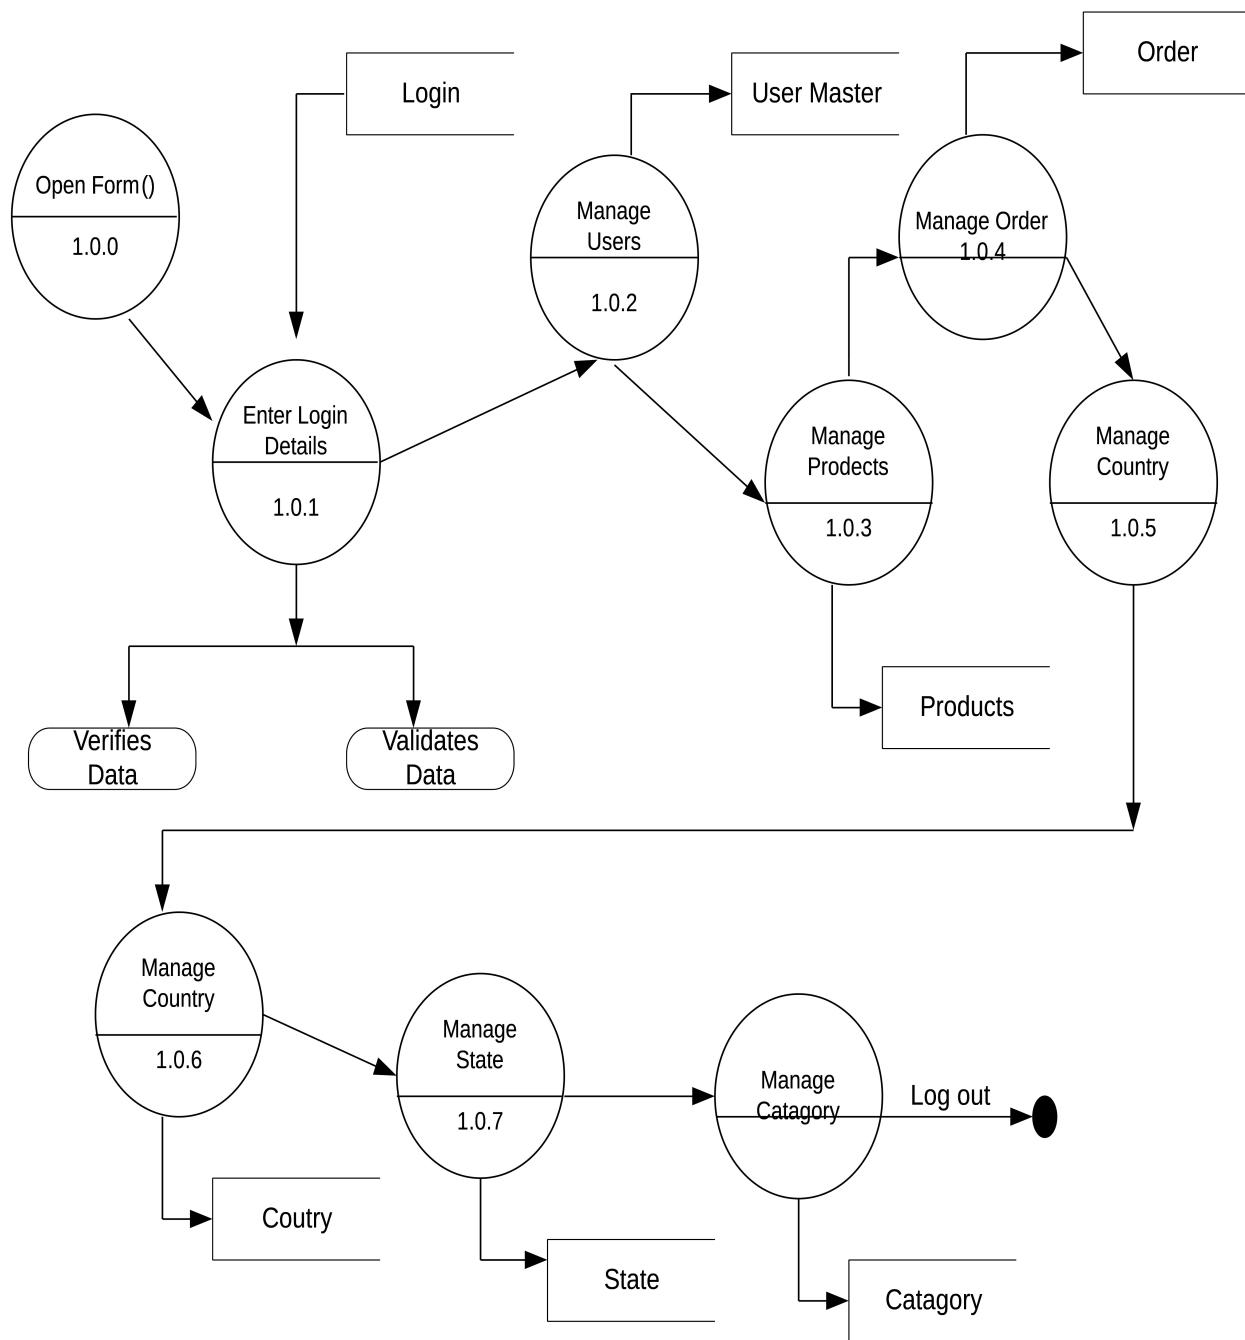 Order
Login
User Master
Open Form()
1.0.0
Manage
Users
1.0.2
Manage Order
1.0.4
Enter Login
Details
1.0.1
Manage
Prodects
1.0.3
Manage
Country
1.0.5
Products
Verifies
Data
Validates
Data
Manage
Country
1.0.6
Manage
State
1.0.7
Manage
Catagory
Log out
Coutry
State
Catagory